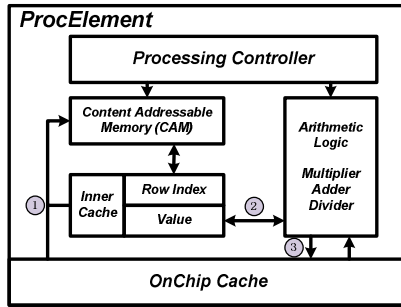 ProcElement
Processing Controller
Content Addressable
Memory (CAM)
Arithmetic
Logic
Multiplier
Adder
Divider
Inner
Cache
Row Index
Value
1
2
3
OnChip Cache